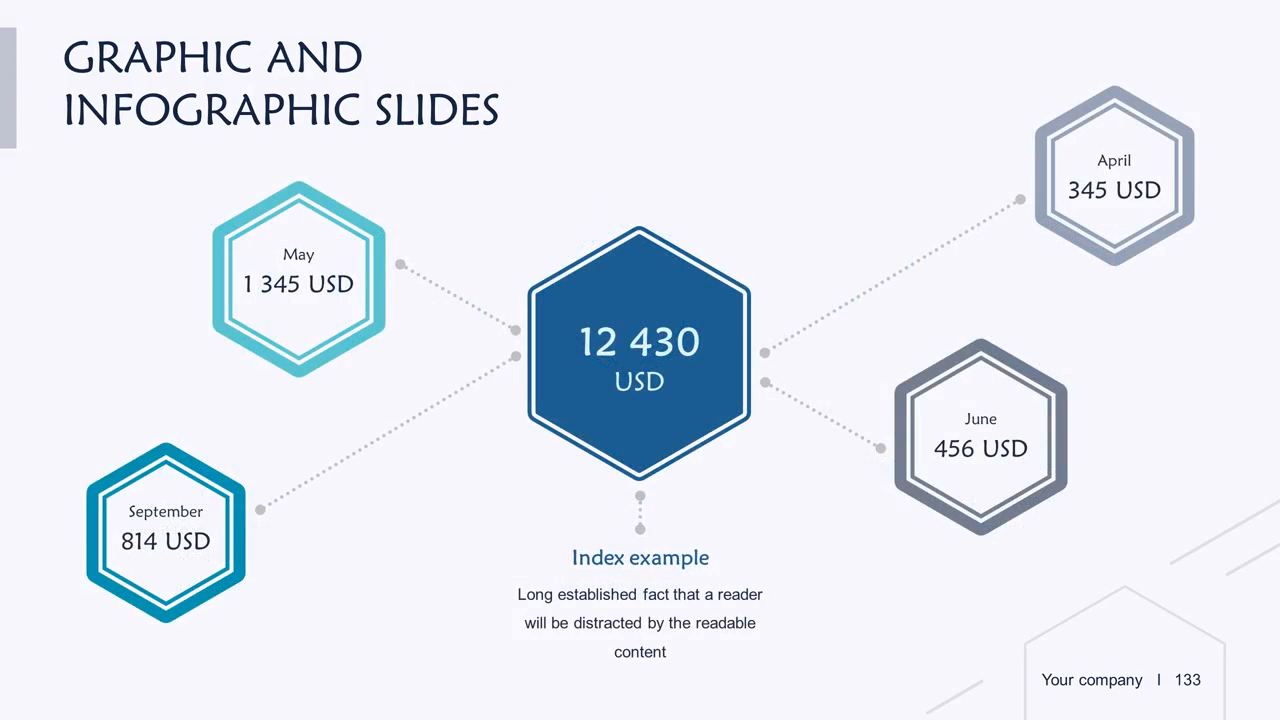 GRAPHIC AND
INFOGRAPHIC SLIDES
April
345 USD
May
1 345 USD
12 430
USD
June
456 USD
September
814 USD
Index example
Long established fact that a reader
will be distracted by the readable
content
Your company I 133